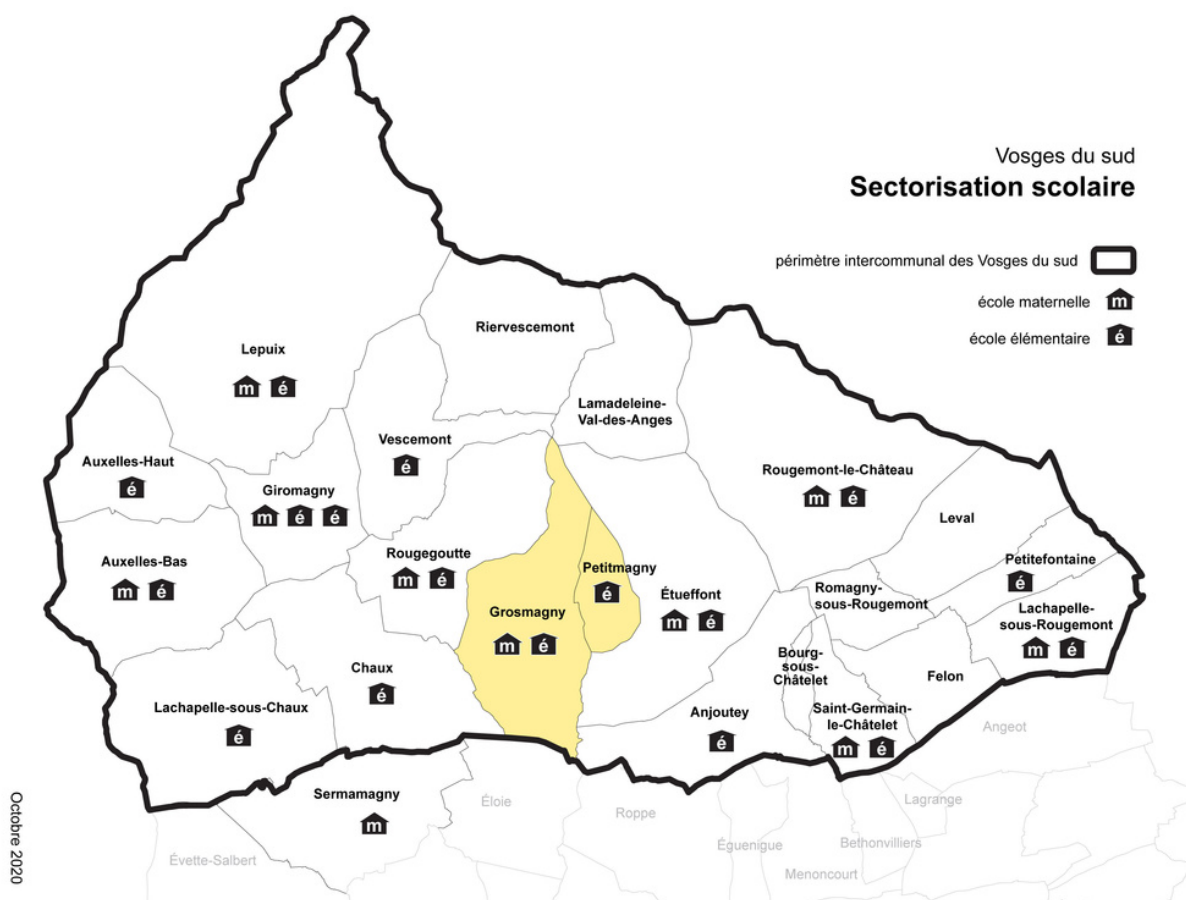 Vosges du sud
Sectorisation scolaire
périmètre intercommunal des Vosges du sud
école maternelle m
école élémentaire é
Riervescemont
Lepuix
m é
Lamadeleine-
Val-des-Anges
Vescemont
é
Auxelles-Haut
é
Rougemont-le-Château
m é
Giromagny
m é é
Leval
Rougegoutte
m é
Auxelles-Bas
m é
Petitefontaine
é
Petitmagny
é
Étueffont
m é
Romagny-
sous-Rougemont
Grosmagny
m é
Lachapelle-
sous-Rougemont
m é
Bourg-
sous-
Châtelet
Chaux
é
Felon
Lachapelle-sous-Chaux
é
Anjoutey
é
Saint-Germain-
le-Châtelet
m é
Angeot
Sermamagny
m
Éloie
Roppe
Lagrange
Éguenigue
Bethonvilliers
Évette-Salbert
Menoncourt
Octobre 2020